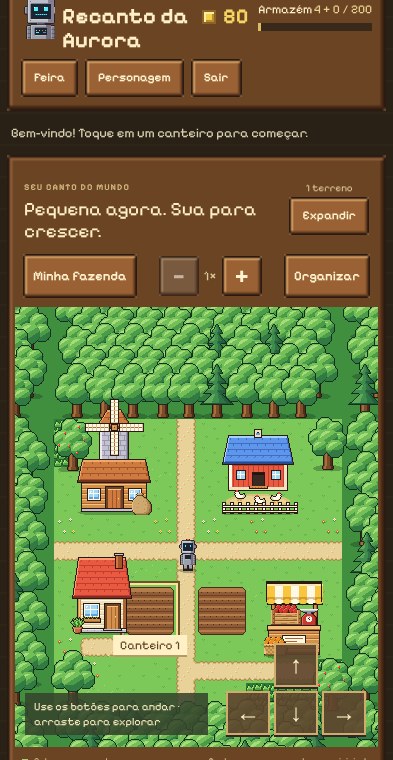 Recanto da
Aurora
80
Armazém 4 + 0 / 200
Feira
Personagem
Sair
Bem-vindo! Toque em um canteiro para começar.
SEU CANTO DO MUNDO
1 terreno
Pequena agora. Sua para
crescer.
Expandir
Minha fazenda
−
1×
+
Organizar
Canteiro 1
Use os botões para andar ·
arraste para explorar
↑
←
↓
→